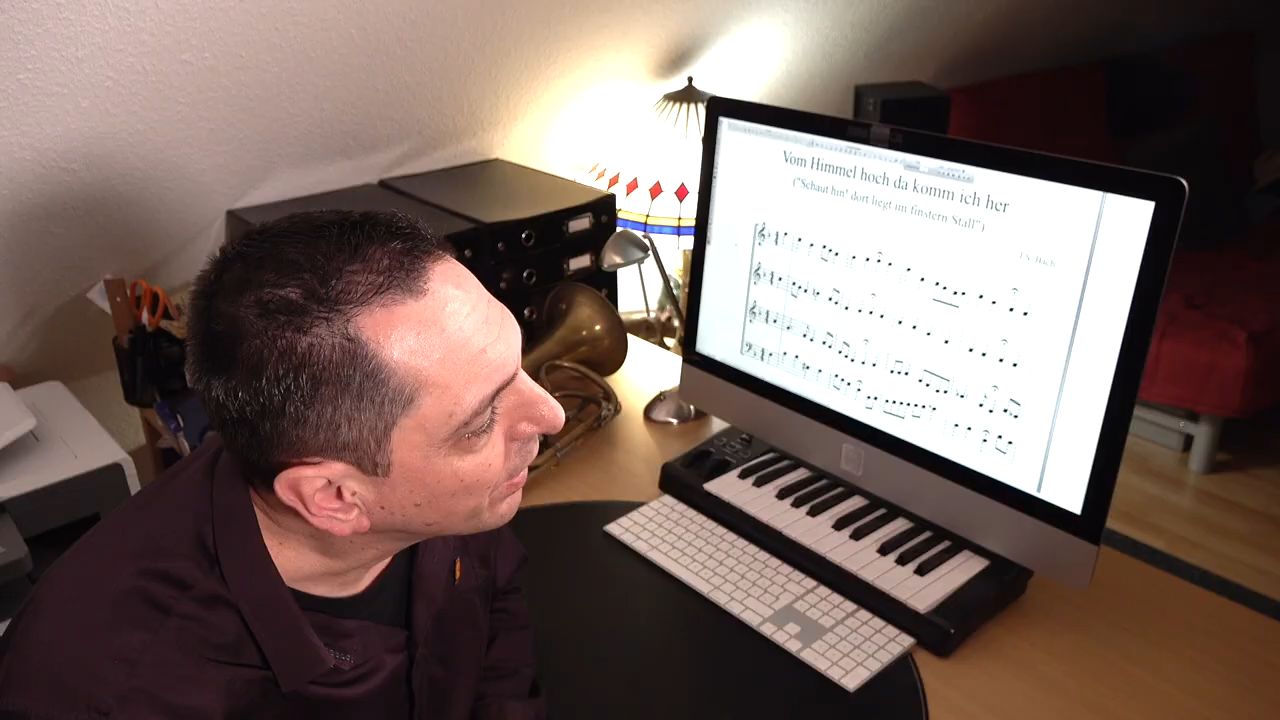 Vom Himmel hoch da komm ich her
("Schaut hin! dort liegt im finstern Stall")
J.S. Bach